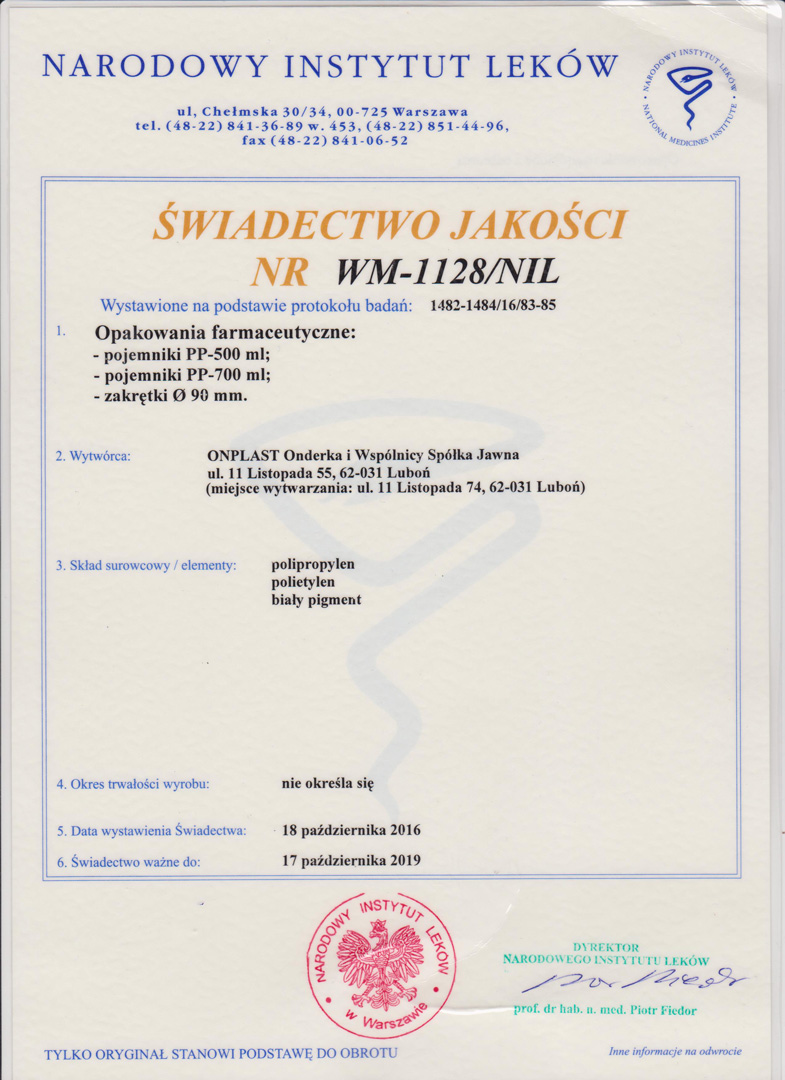 NARODOWY INSTYTUT LEKÓW
ul, Chełmska 30/34, 00-725 Warszawa
tel. (48-22) 841-36-89 w. 453, (48-22) 851-44-96,
fax (48-22) 841-06-52
• NARODOWY INSTYTUT LEKÓW •
NATIONAL MEDICINES INSTITUTE
ŚWIADECTWO JAKOŚCI
NR WM-1128/NIL
Wystawione na podstawie protokołu badań: 1482-1484/16/83-85
1. Opakowania farmaceutyczne:
- pojemniki PP-500 ml;
- pojemniki PP-700 ml;
- zakrętki Ø 90 mm.
2. Wytwórca: ONPLAST Onderka i Wspólnicy Spółka Jawna
ul. 11 Listopada 55, 62-031 Luboń
(miejsce wytwarzania: ul. 11 Listopada 74, 62-031 Luboń)
3. Skład surowcowy / elementy: polipropylen
polietylen
biały pigment
4. Okres trwałości wyrobu: nie określa się
5. Data wystawienia Świadectwa: 18 października 2016
6. Świadectwo ważne do: 17 października 2019
NARODOWY INSTYTUT LEKÓW
• w Warszawie •
DYREKTOR
NARODOWEGO INSTYTUTU LEKÓW
prof. dr hab. n. med. Piotr Fiedor
TYLKO ORYGINAŁ STANOWI PODSTAWĘ DO OBROTU
Inne informacje na odwrocie